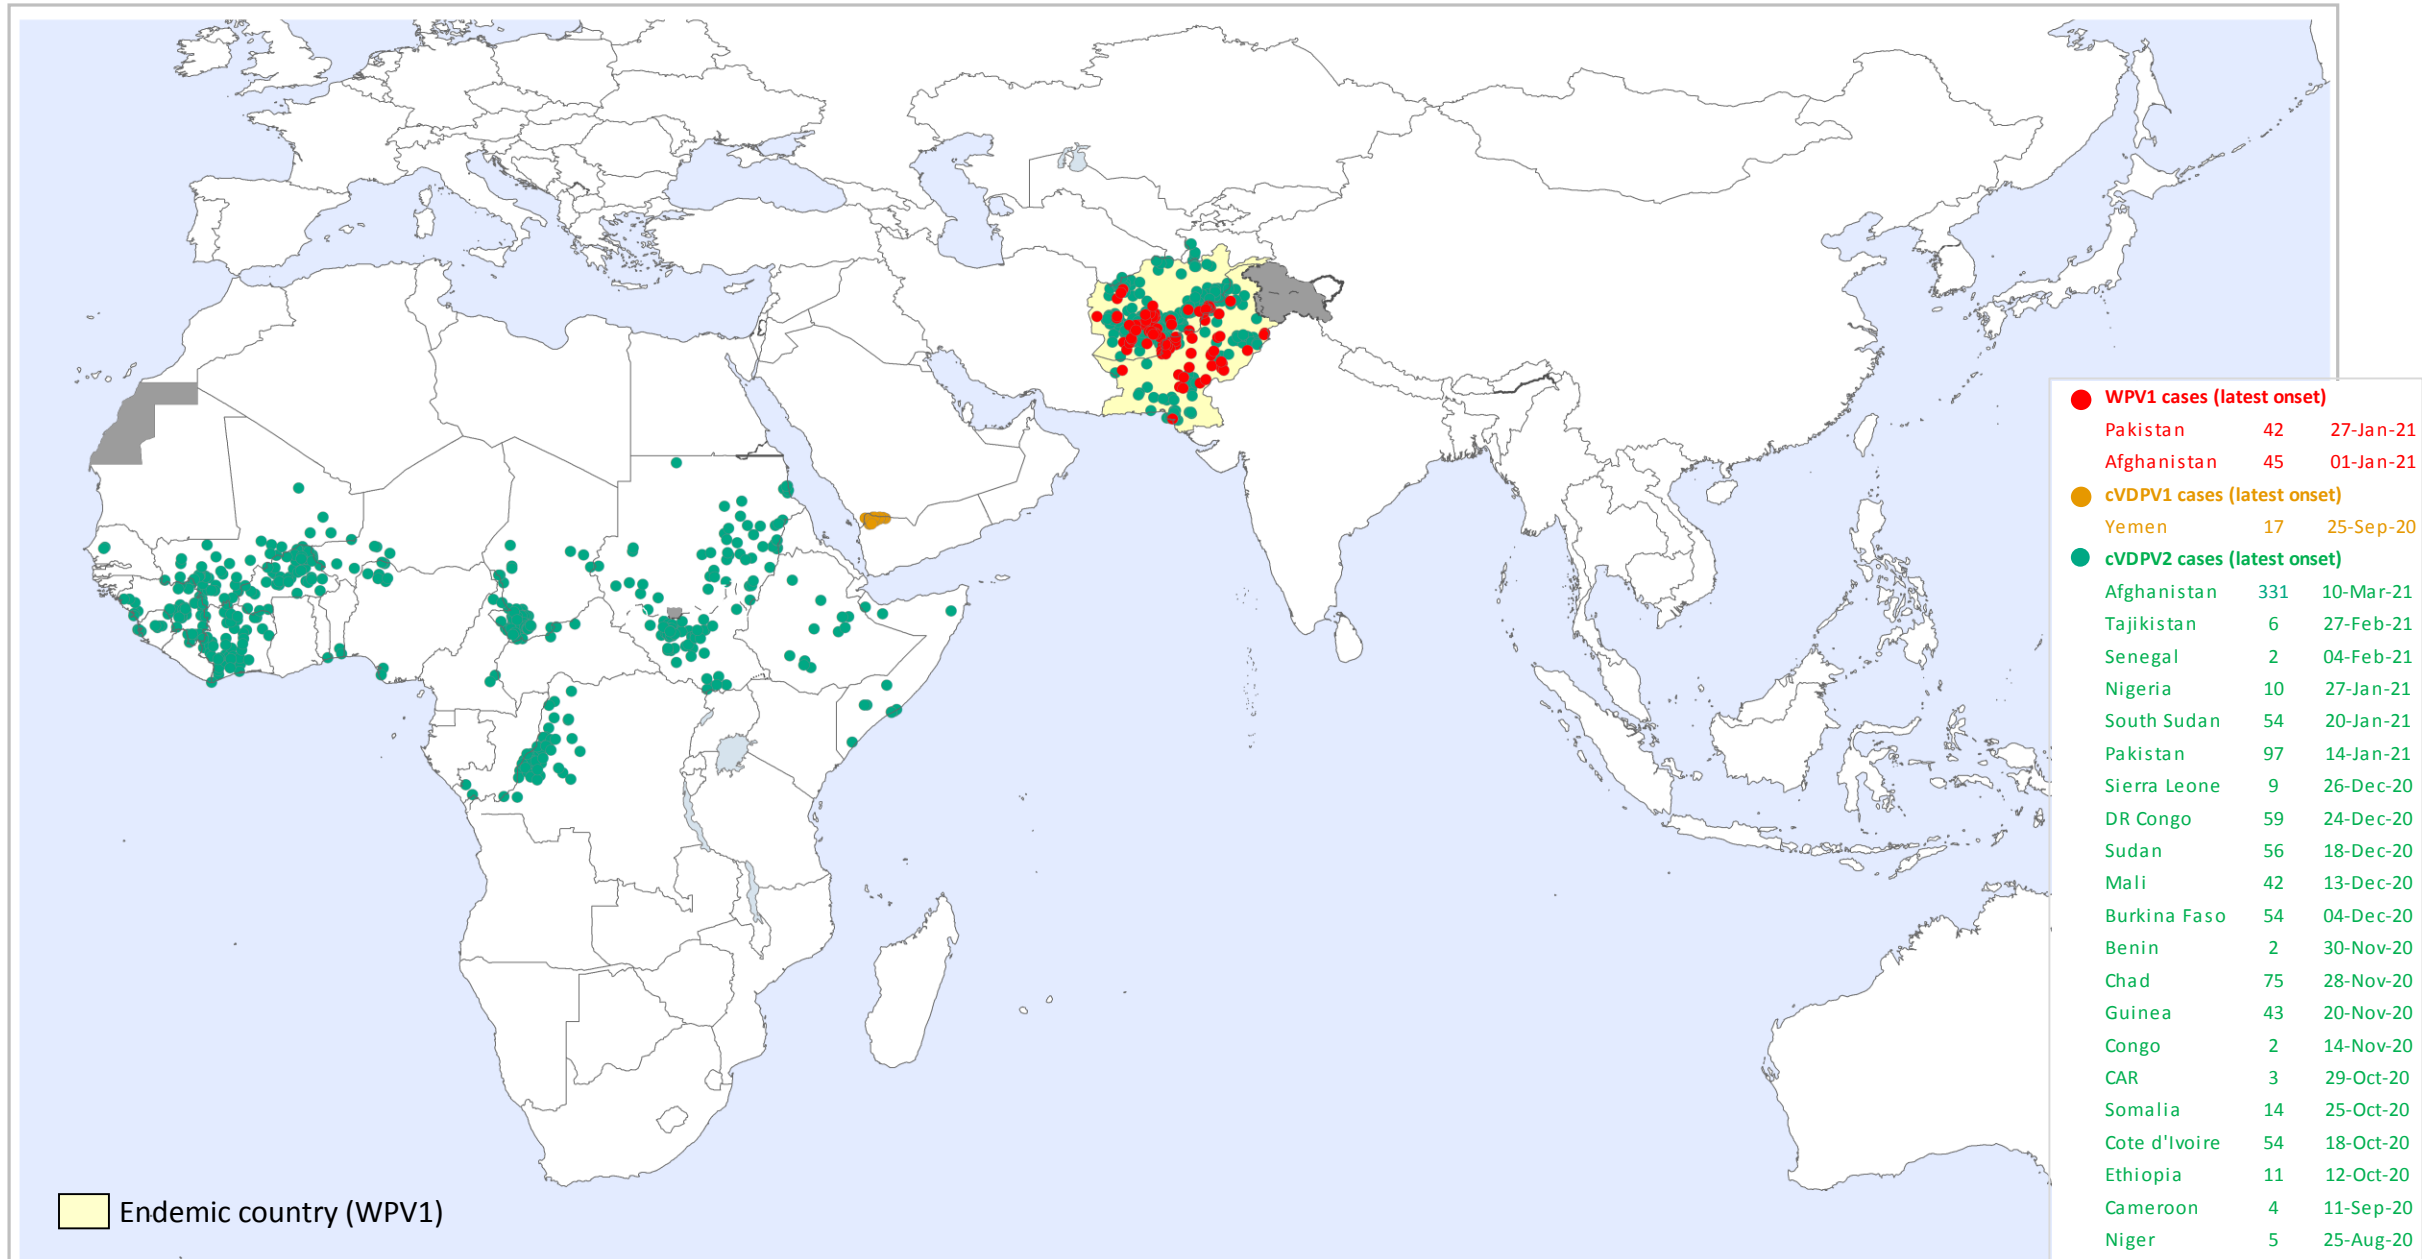 WPV1 cases (latest onset)
Pakistan 42 27-Jan-21
Afghanistan 45 01-Jan-21
cVDPV1 cases (latest onset)
Yemen 17 25-Sep-20
cVDPV2 cases (latest onset)
Afghanistan 331 10-Mar-21
Tajikistan 6 27-Feb-21
Senegal 2 04-Feb-21
Nigeria 10 27-Jan-21
South Sudan 54 20-Jan-21
Pakistan 97 14-Jan-21
Sierra Leone 9 26-Dec-20
DR Congo 59 24-Dec-20
Sudan 56 18-Dec-20
Mali 42 13-Dec-20
Burkina Faso 54 04-Dec-20
Benin 2 30-Nov-20
Chad 75 28-Nov-20
Guinea 43 20-Nov-20
Congo 2 14-Nov-20
CAR 3 29-Oct-20
Somalia 14 25-Oct-20
Cote d'Ivoire 54 18-Oct-20
Ethiopia 11 12-Oct-20
Cameroon 4 11-Sep-20
Niger 5 25-Aug-20
Endemic country (WPV1)